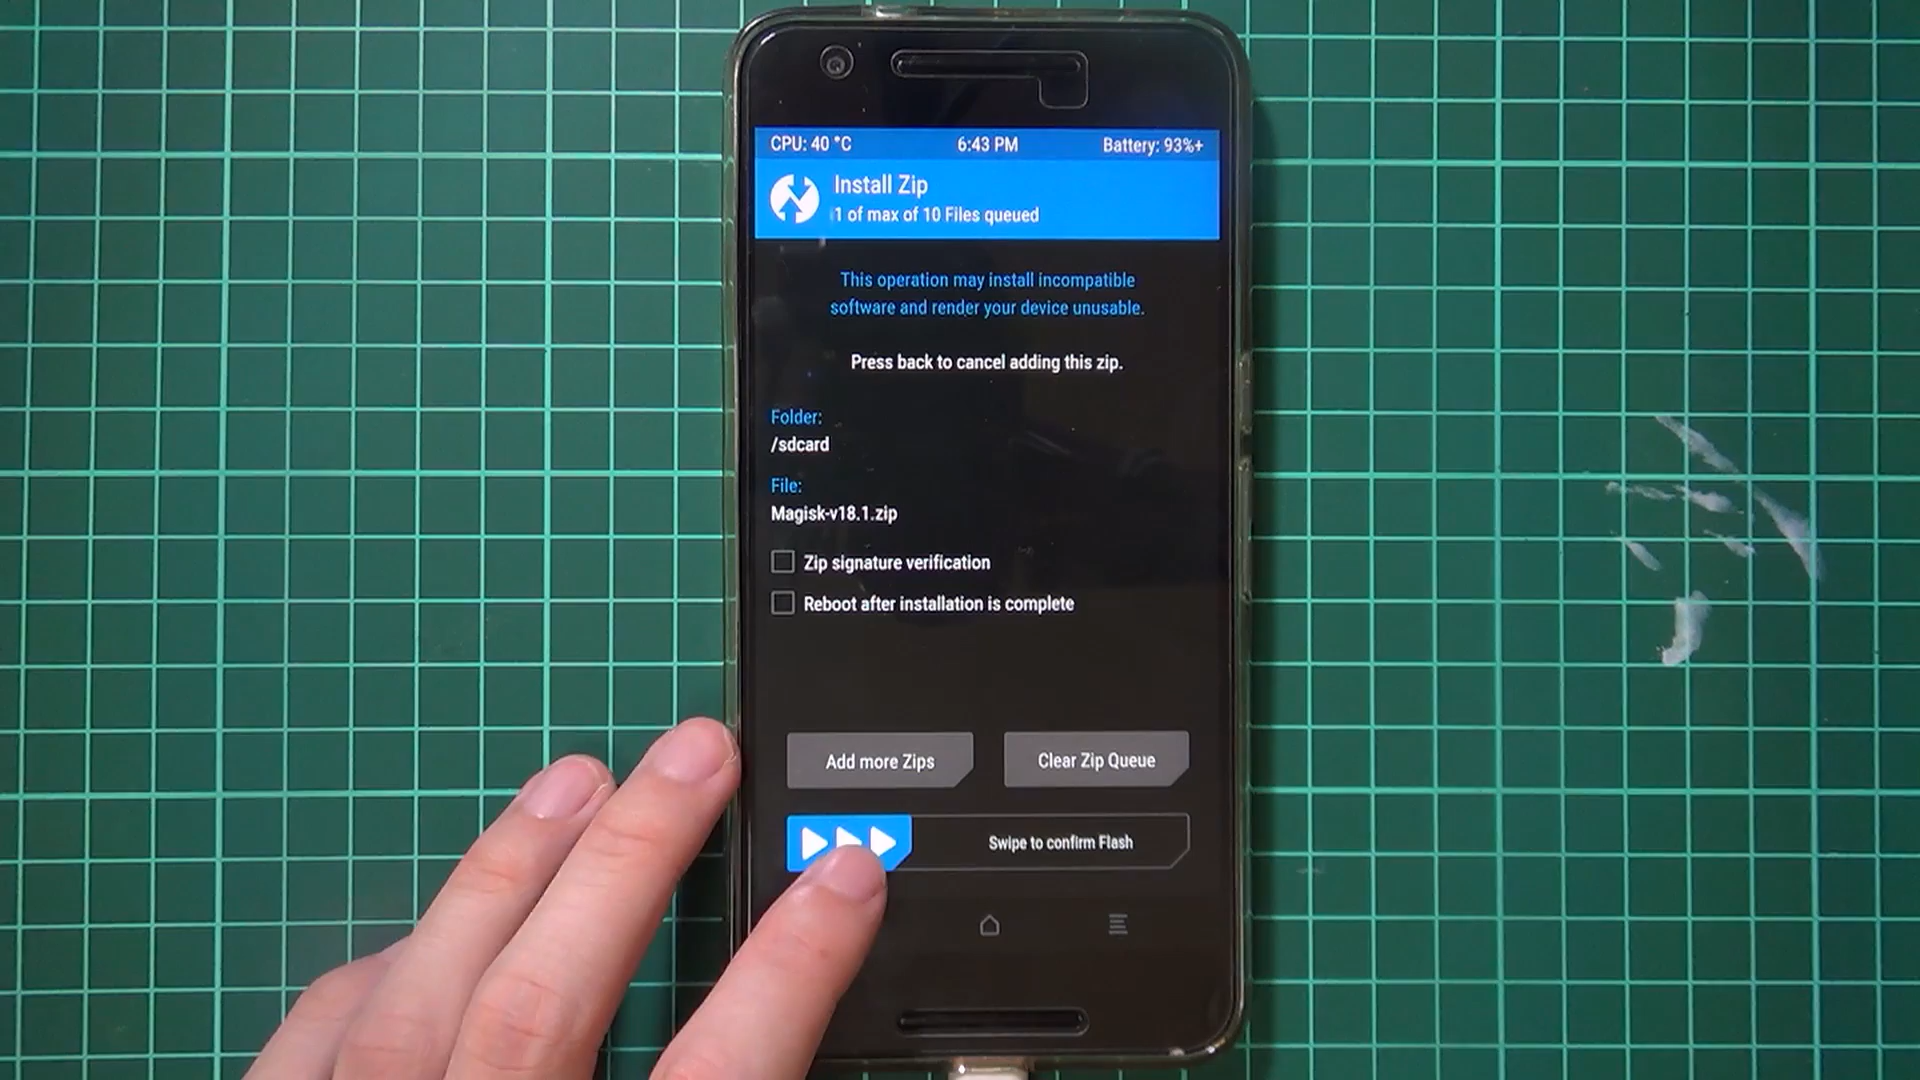 CPU: 40 °C 6:43 PM Battery: 93%+
Install Zip
1 of max of 10 Files queued
This operation may install incompatible
software and render your device unusable.
Press back to cancel adding this zip.
Folder:
/sdcard
File:
Magisk-v18.1.zip
Zip signature verification
Reboot after installation is complete
Add more Zips Clear Zip Queue
Swipe to confirm Flash